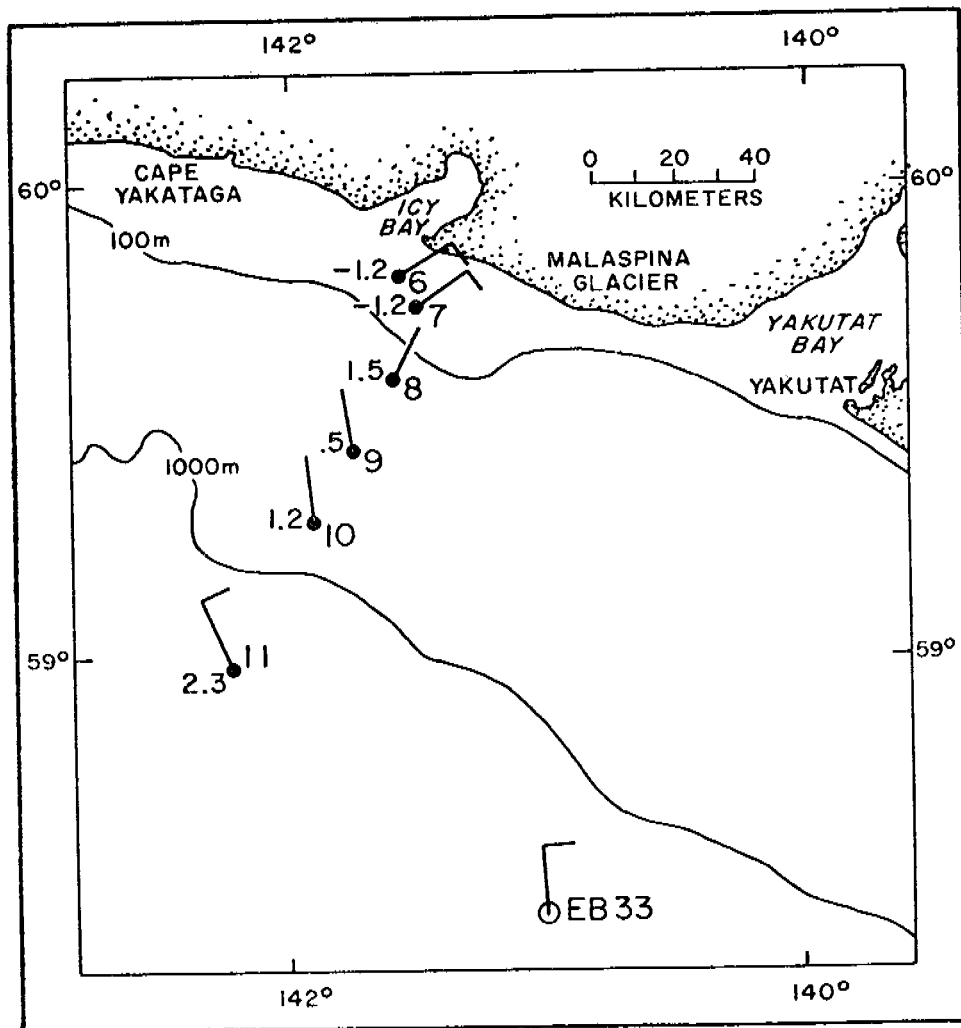 142° 140°
0 20 40
KILOMETERS
60° 60°
CAPE
YAKATAGA
ICY
BAY
100m
MALASPINA
GLACIER
-1.2 6
-1.2 7
YAKUTAT
BAY
1.5 8
YAKUTAT
.5 9
1000m
1.2 10
59° 59°
11
2.3
EB 33
142° 140°